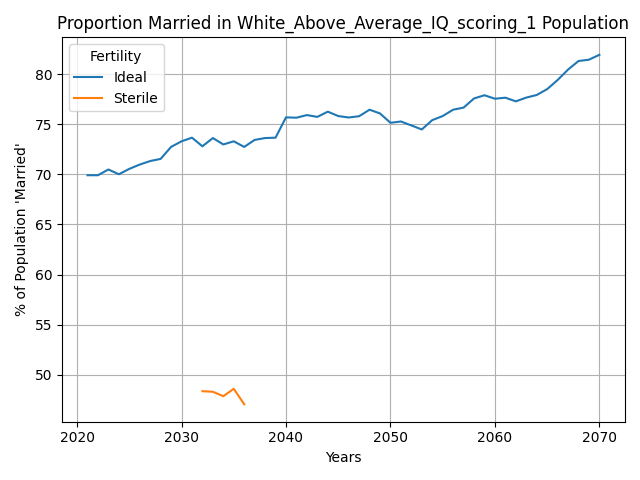 Proportion Married in White_Above_Average_IQ_scoring_1 Population
Fertility
Ideal
Sterile
% of Population 'Married'
80
75
70
65
60
55
50
2020
2030
2040
2050
2060
2070
Years